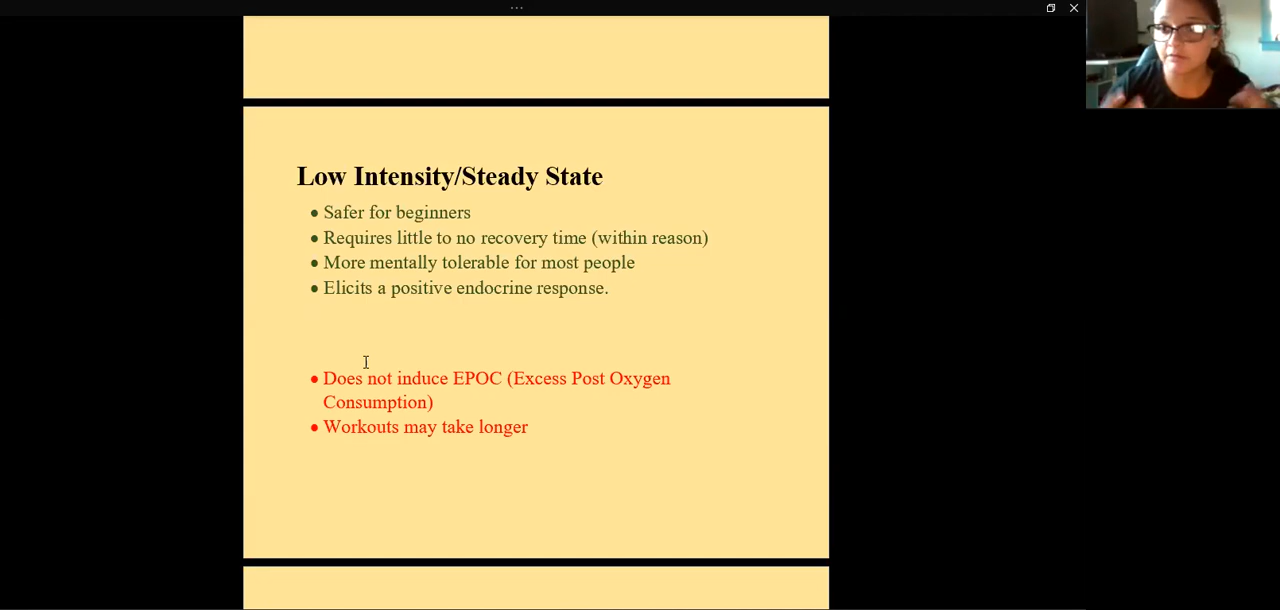 Low Intensity/Steady State
• Safer for beginners
• Requires little to no recovery time (within reason)
• More mentally tolerable for most people
• Elicits a positive endocrine response.
• Does not induce EPOC (Excess Post Oxygen
Consumption)
• Workouts may take longer